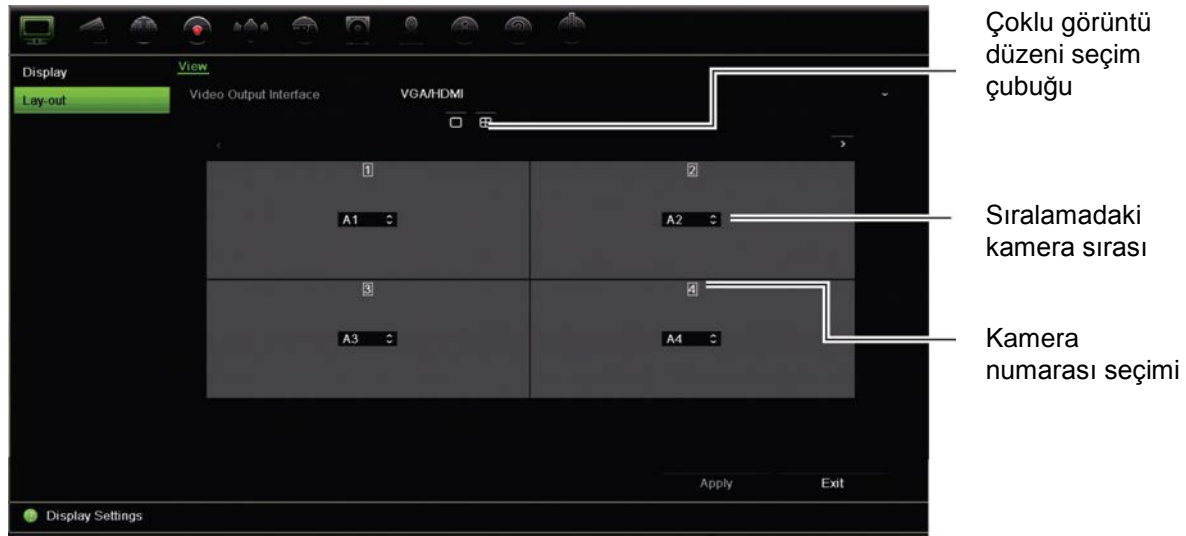 Display
Lay-out
View
Video Output Interface VGA/HDMI
1
2
A1
A2
3
4
A3
A4
Apply Exit
Display Settings
Çoklu görüntü
düzeni seçim
çubuğu
Sıralamadaki
kamera sırası
Kamera
numarası seçimi